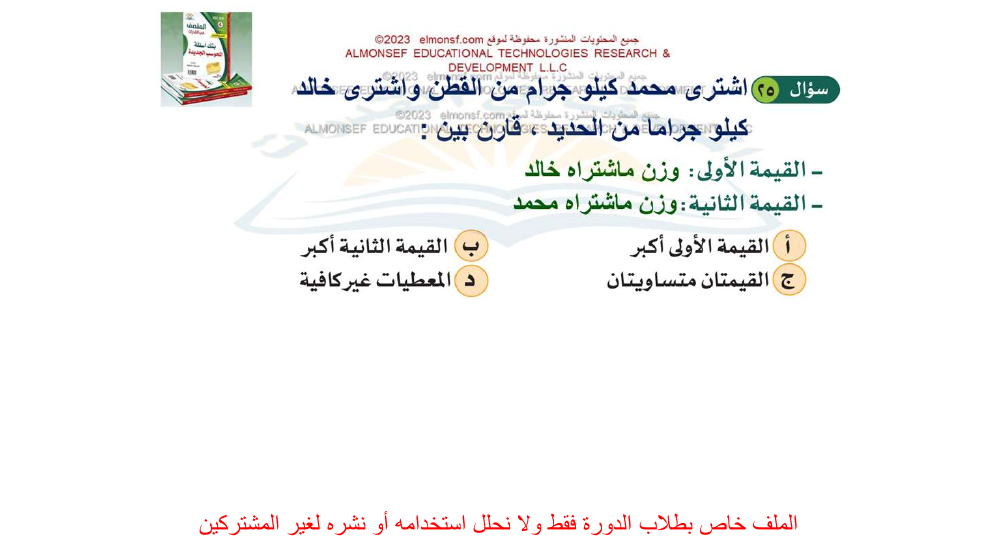 جميع المحتويات المنشورة محفوظة لموقع elmonsf.com ©2023
ALMONSEF EDUCATIONAL TECHNOLOGIES RESEARCH &
DEVELOPMENT L.L.C
سؤال ٢٥ اشترى محمد كيلو جرام من القطن واشترى خالد
كيلو جراما من الحديد ، قارن بين :
- القيمة الأولى: وزن ماشتراه خالد
- القيمة الثانية: وزن ماشتراه محمد
أ القيمة الأولى أكبر ب القيمة الثانية أكبر
ج القيمتان متساويتان د المعطيات غير كافية
الملف خاص بطلاب الدورة فقط ولا نحلل استخدامه أو نشره لغير المشتركين